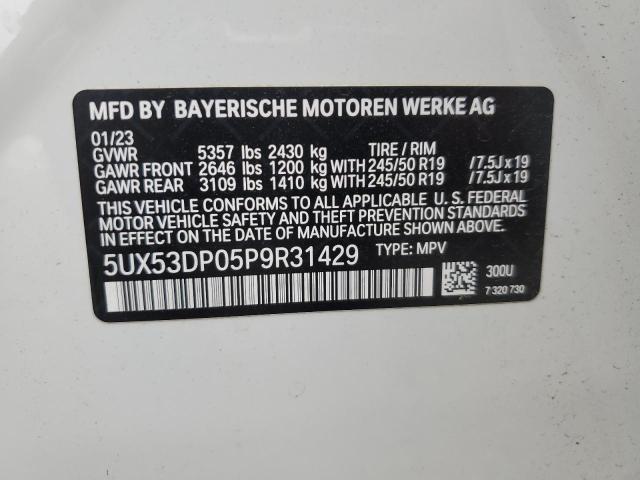 MFD BY BAYERISCHE MOTOREN WERKE AG
01/23
GVWR 5357 lbs 2430 kg TIRE / RIM
GAWR FRONT 2646 lbs 1200 kg WITH 245/50 R19 /7.5J x 19
GAWR REAR 3109 lbs 1410 kg WITH 245/50 R19 /7.5J x 19
THIS VEHICLE CONFORMS TO ALL APPLICABLE U. S. FEDERAL
MOTOR VEHICLE SAFETY AND THEFT PREVENTION STANDARDS
IN EFFECT ON THE DATE OF MANUFACTURE SHOWN ABOVE.
5UX53DP05P9R31429 TYPE: MPV
300U
7 320 730